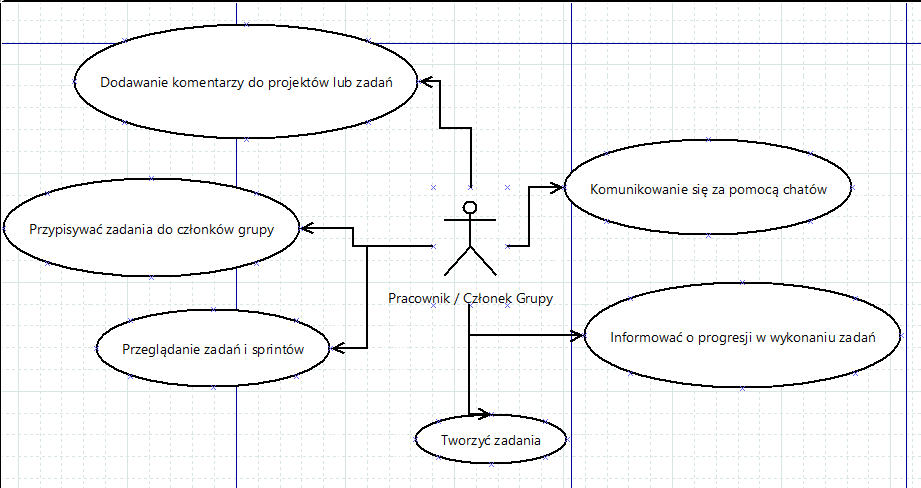 Dodawanie komentarzy do projektów lub zadań
Komunikowanie się za pomocą chatów
Przypisywać zadania do członków grupy
Pracownik / Członek Grupy
Informować o progresji w wykonaniu zadań
Przeglądanie zadań i sprintów
Tworzyć zadania